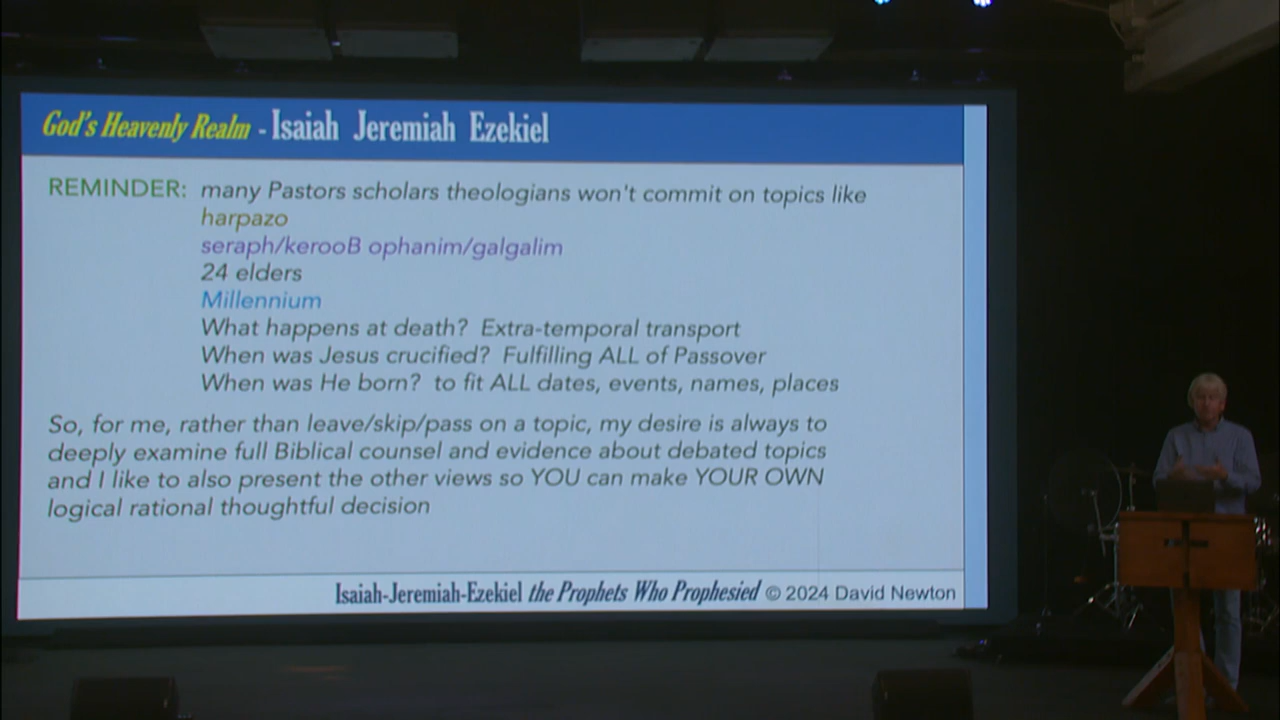 God's Heavenly Realm - Isaiah Jeremiah Ezekiel
REMINDER: many Pastors scholars theologians won't commit on topics like
harpazo
seraph/kerooB ophanim/galgalim
24 elders
Millennium
What happens at death? Extra-temporal transport
When was Jesus crucified? Fulfilling ALL of Passover
When was He born? to fit ALL dates, events, names, places
So, for me, rather than leave/skip/pass on a topic, my desire is always to
deeply examine full Biblical counsel and evidence about debated topics
and I like to also present the other views so YOU can make YOUR OWN
logical rational thoughtful decision
Isaiah-Jeremiah-Ezekiel the Prophets Who Prophesied © 2024 David Newton